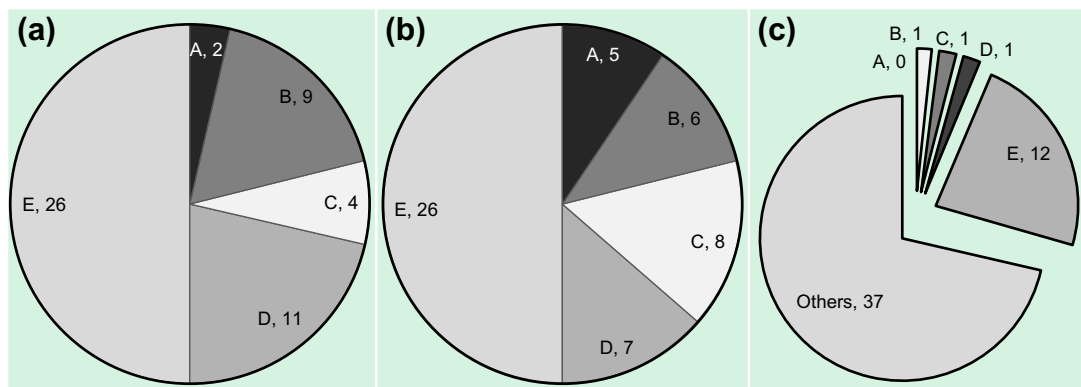 (a)
A, 2
B, 9
C, 4
D, 11
E, 26
(b)
A, 5
B, 6
C, 8
D, 7
E, 26
(c)
A, 0
B, 1
C, 1
D, 1
E, 12
Others, 37